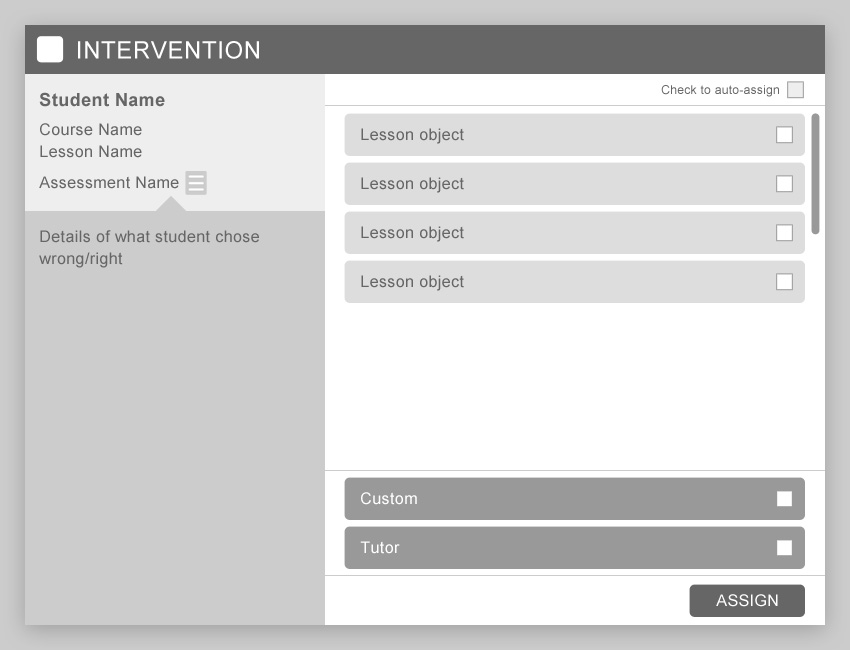 INTERVENTION
Student Name
Course Name
Lesson Name
Assessment Name
Details of what student chose
wrong/right
Check to auto-assign
Lesson object
Lesson object
Lesson object
Lesson object
Custom
Tutor
ASSIGN